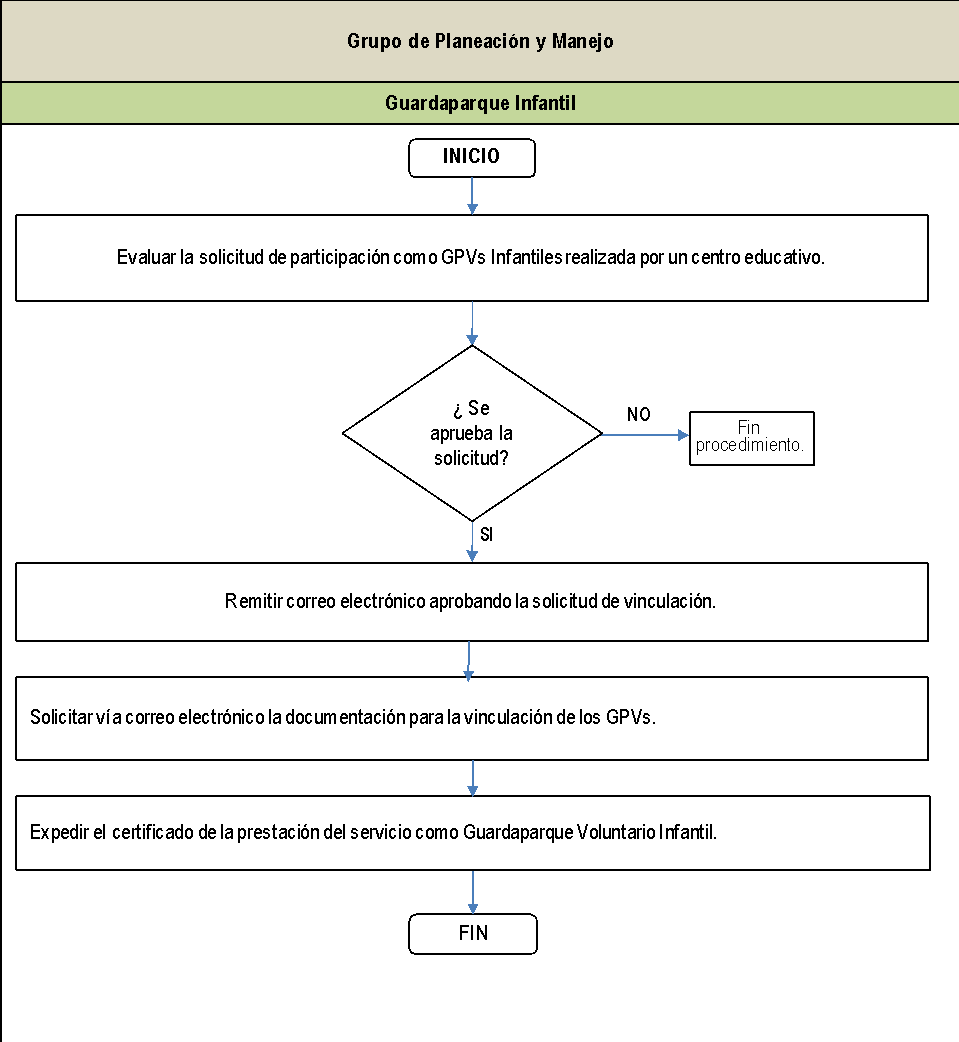 Grupo de Planeación y Manejo
Guardaparque Infantil
INICIO
Evaluar la solicitud de participación como GPVs Infantiles realizada por un centro educativo.
¿ Se
aprueba la
solicitud?
NO
Fin
procedimiento.
SI
Remitir correo electrónico aprobando la solicitud de vinculación.
Solicitar vía correo electrónico la documentación para la vinculación de los GPVs.
Expedir el certificado de la prestación del servicio como Guardaparque Voluntario Infantil.
FIN